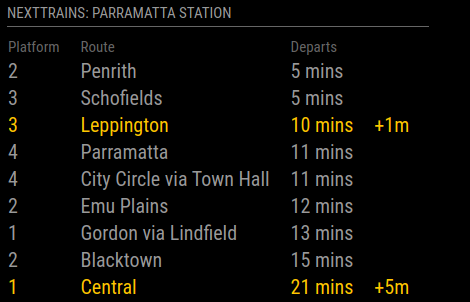 NEXTTRAINS: PARRAMATTA STATION
Platform Route Departs
2 Penrith 5 mins
3 Schofields 5 mins
3 Leppington 10 mins +1m
4 Parramatta 11 mins
4 City Circle via Town Hall 11 mins
2 Emu Plains 12 mins
1 Gordon via Lindfield 13 mins
2 Blacktown 15 mins
1 Central 21 mins +5m